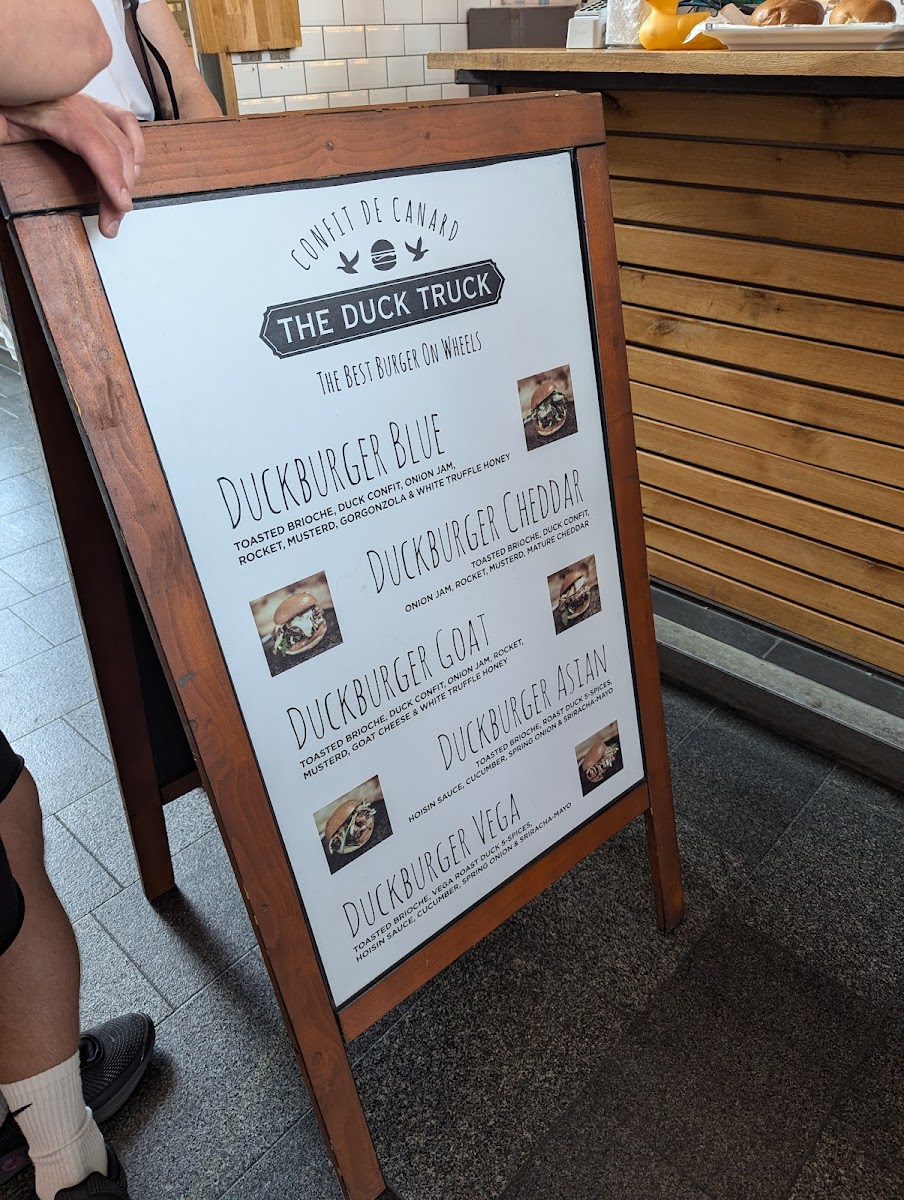 CONFIT DE CANARD
THE DUCK TRUCK
THE BEST BURGER ON WHEELS
DUCKBURGER BLUE
TOASTED BRIOCHE, DUCK CONFIT, ONION JAM,
ROCKET, MUSTERD, GORGONZOLA & WHITE TRUFFLE HONEY
DUCKBURGER CHEDDAR
TOASTED BRIOCHE, DUCK CONFIT,
ONION JAM, ROCKET, MUSTERD, MATURE CHEDDAR
DUCKBURGER GOAT
TOASTED BRIOCHE, DUCK CONFIT, ONION JAM, ROCKET,
MUSTERD, GOAT CHEESE & WHITE TRUFFLE HONEY
DUCKBURGER ASIAN
TOASTED BRIOCHE, ROAST DUCK 5-SPICES,
HOISIN SAUCE, CUCUMBER, SPRING ONION & SRIRACHA-MAYO
DUCKBURGER VEGA
TOASTED BRIOCHE, VEGA ROAST DUCK 5-SPICES,
HOISIN SAUCE, CUCUMBER, SPRING ONION & SRIRACHA-MAYO